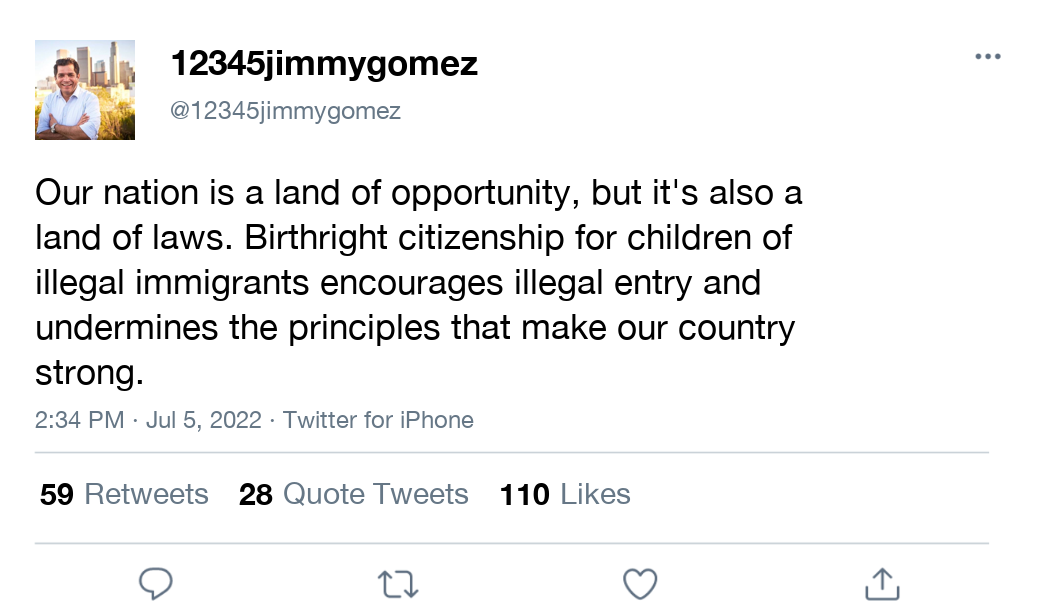 12345jimmygomez
@12345jimmygomez
Our nation is a land of opportunity, but it's also a
land of laws. Birthright citizenship for children of
illegal immigrants encourages illegal entry and
undermines the principles that make our country
strong.
2:34 PM · Jul 5, 2022 · Twitter for iPhone
59 Retweets 28 Quote Tweets 110 Likes